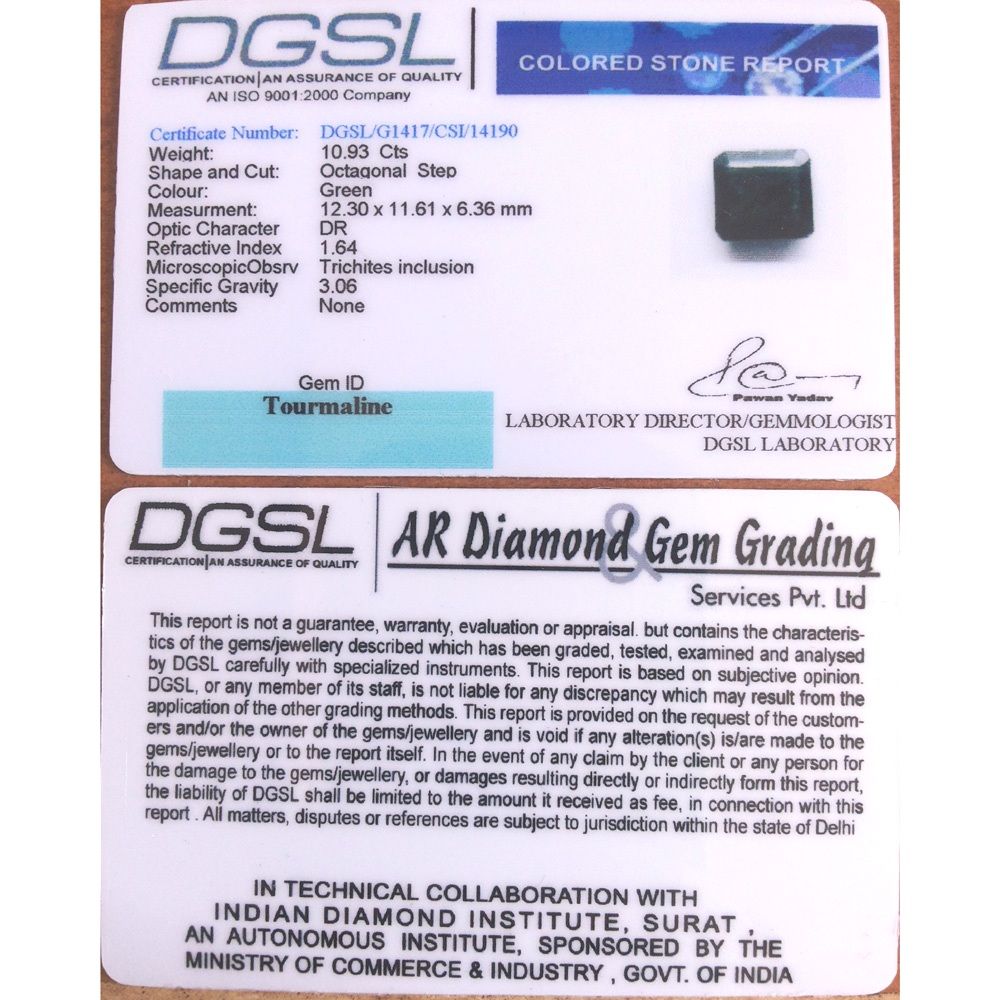 DGSL
CERTIFICATION|AN ASSURANCE OF QUALITY
AN ISO 9001:2000 Company
COLORED STONE REPORT
Certificate Number: DGSL/G1417/CSI/14190
Weight: 10.93 Cts
Shape and Cut: Octagonal Step
Colour: Green
Measurment: 12.30 x 11.61 x 6.36 mm
Optic Character DR
Refractive Index 1.64
MicroscopicObsrv Trichites inclusion
Specific Gravity 3.06
Comments None
Gem ID
Tourmaline
Pawan Yadav
LABORATORY DIRECTOR/GEMMOLOGIST
DGSL LABORATORY
DGSL
CERTIFICATION|AN ASSURANCE OF QUALITY
AR Diamond & Gem Grading
Services Pvt. Ltd
This report is not a guarantee, warranty, evaluation or appraisal. but contains the characteris-
tics of the gems/jewellery described which has been graded, tested, examined and analysed
by DGSL carefully with specialized instruments. This report is based on subjective opinion.
DGSL, or any member of its staff, is not liable for any discrepancy which may result from the
application of the other grading methods. This report is provided on the request of the custom-
ers and/or the owner of the gems/jewellery and is void if any alteration(s) is/are made to the
gems/jewellery or to the report itself. In the event of any claim by the client or any person for
the damage to the gems/jewellery, or damages resulting directly or indirectly form this report,
the liability of DGSL shall be limited to the amount it received as fee, in connection with this
report . All matters, disputes or references are subject to jurisdiction within the state of Delhi
IN TECHNICAL COLLABORATION WITH
INDIAN DIAMOND INSTITUTE, SURAT ,
AN AUTONOMOUS INSTITUTE, SPONSORED BY THE
MINISTRY OF COMMERCE & INDUSTRY , GOVT. OF INDIA